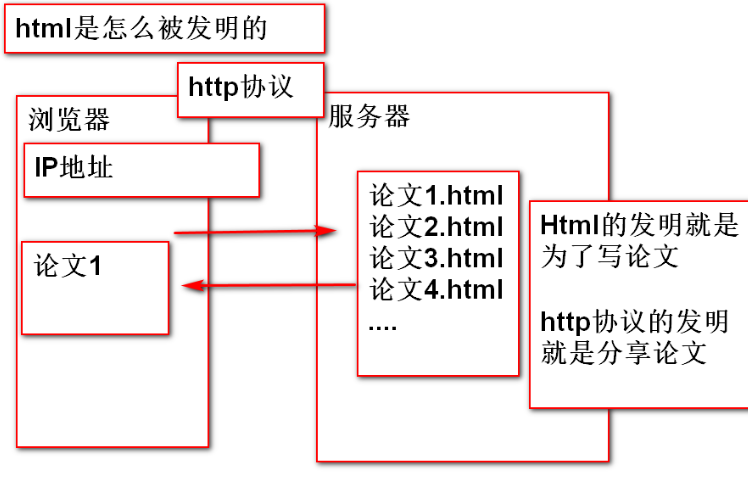 html是怎么被发明的
http协议
浏览器
服务器
IP地址
论文1
论文1.html
论文2.html
论文3.html
论文4.html
....
Html的发明就是
为了写论文
http协议的发明
就是分享论文